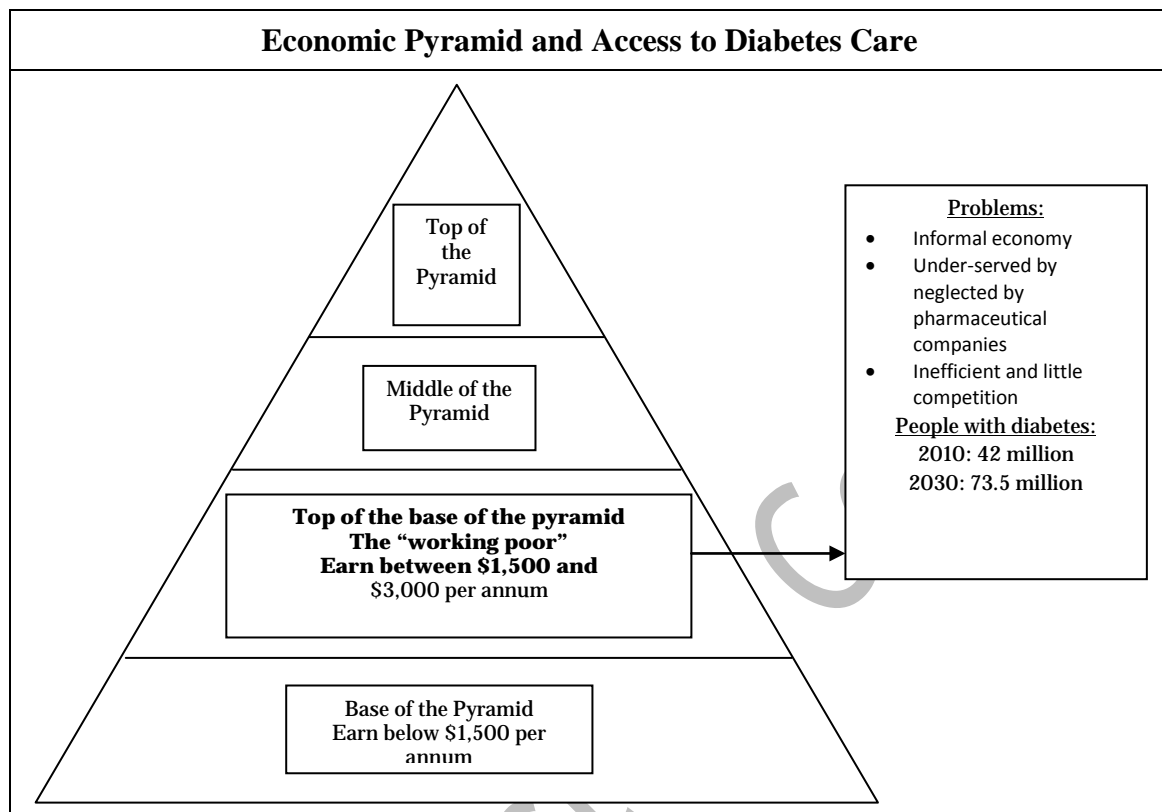 Economic Pyramid and Access to Diabetes Care
Top of
the
Pyramid
Middle of the
Pyramid
Top of the base of the pyramid
The “working poor”
Earn between $1,500 and
$3,000 per annum
Base of the Pyramid
Earn below $1,500 per
annum
Problems:
• Informal economy
• Under-served by
neglected by
pharmaceutical
companies
• Inefficient and little
competition
People with diabetes:
2010: 42 million
2030: 73.5 million